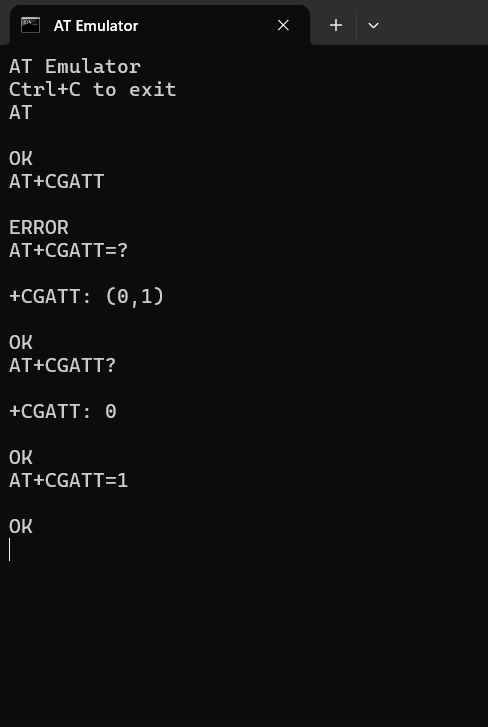 AT Emulator
AT Emulator
Ctrl+C to exit
AT
OK
AT+CGATT
ERROR
AT+CGATT=?
+CGATT: (0,1)
OK
AT+CGATT?
+CGATT: 0
OK
AT+CGATT=1
OK